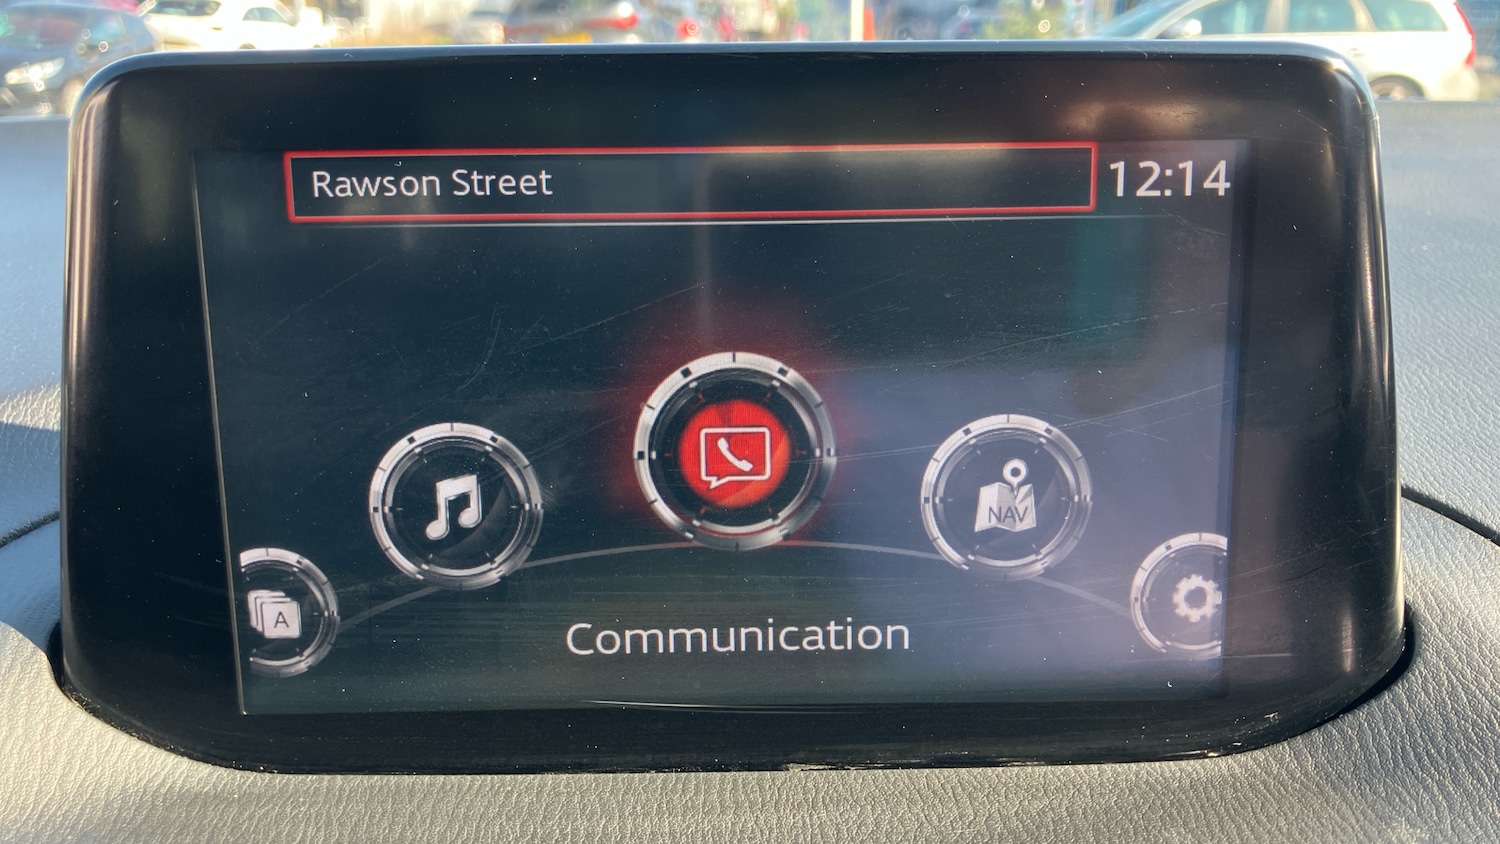 Rawson Street
12:14
NAV
A
Communication